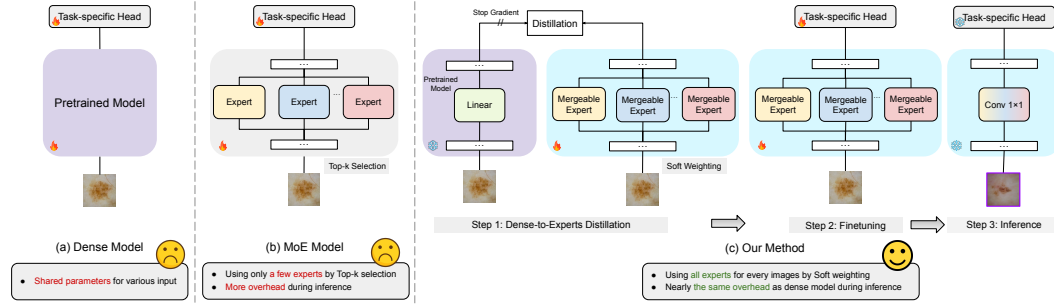 Task-specific Head
Pretrained Model
(a) Dense Model
Shared parameters for various input
Task-specific Head
...
Expert
Expert
...
Expert
...
Top-k Selection
(b) MoE Model
Using only a few experts by Top-k selection
More overhead during inference
Stop Gradient
//
Distillation
...
Pretrained
Model
Linear
...
...
Mergeable
Expert
Mergeable
Expert
...
Mergeable
Expert
...
Soft Weighting
Step 1: Dense-to-Experts Distillation
Task-specific Head
...
Mergeable
Expert
Mergeable
Expert
...
Mergeable
Expert
...
Step 2: Finetuning
Task-specific Head
...
Conv 1×1
...
Step 3: Inference
(c) Our Method
Using all experts for every images by Soft weighting
Nearly the same overhead as dense model during inference